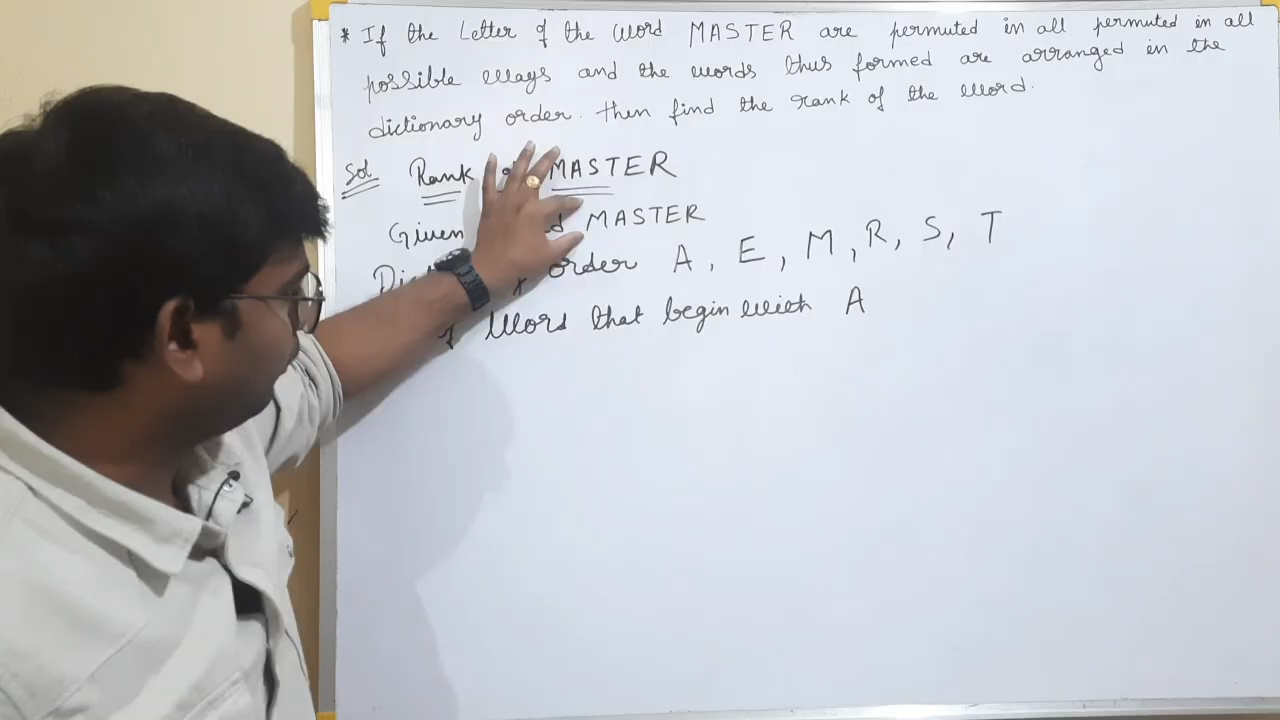 * If the Letter of the Word MASTER are permuted in all permuted in all
possible Ways and the words thus formed are arranged in the
dictionary order. then find the rank of the Word.
Sol Rank MASTER
Given MASTER
order A, E, M, R, S, T
Word that begin with A